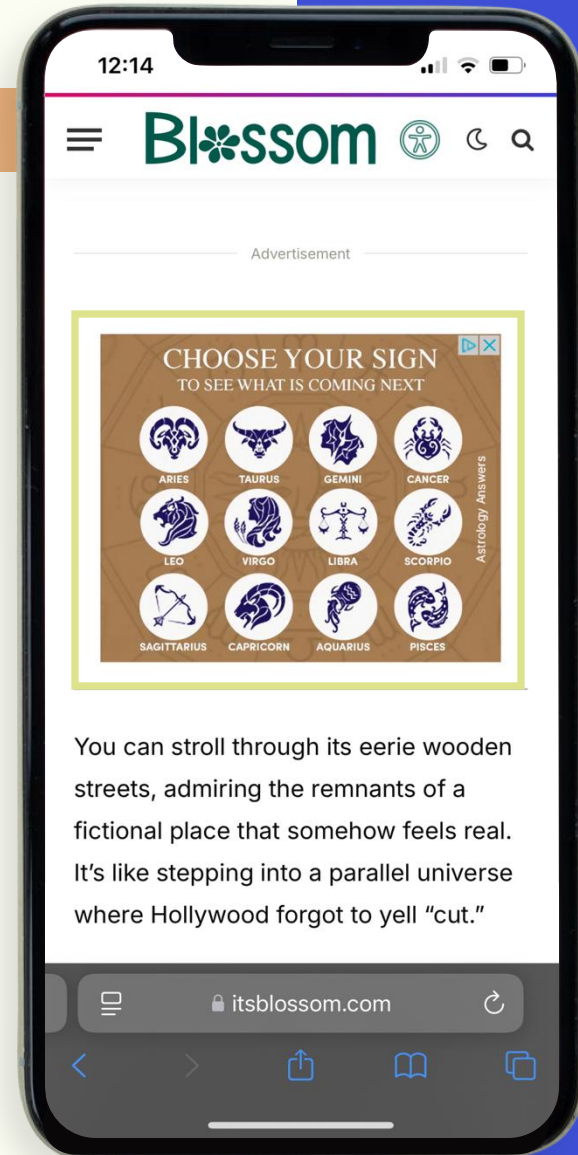 12:14
Blossom
Advertisement
CHOOSE YOUR SIGN
TO SEE WHAT IS COMING NEXT
ARIES TAURUS GEMINI CANCER
LEO VIRGO LIBRA SCORPIO
SAGITTARIUS CAPRICORN AQUARIUS PISCES
Astrology Answers
You can stroll through its eerie wooden
streets, admiring the remnants of a
fictional place that somehow feels real.
It’s like stepping into a parallel universe
where Hollywood forgot to yell “cut.”
itsblossom.com